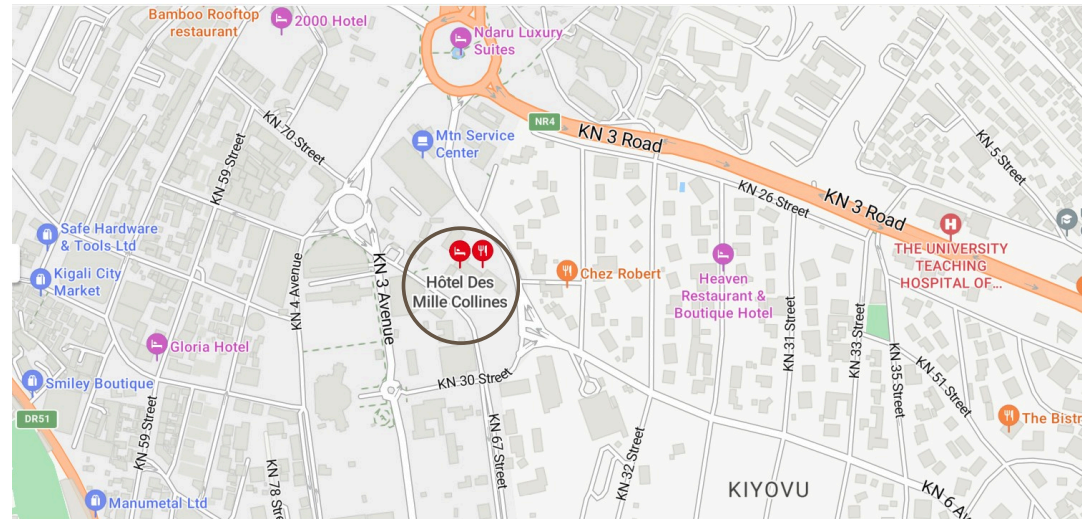 Bamboo Rooftop
restaurant
2000 Hotel
Ndaru Luxury
Suites
NR4
KN 3 Road
Mtn Service
Center
KN 70 Street
KN 59 Street
KN 5 Street
KN 26 Street
KN 3 Road
Safe Hardware
& Tools Ltd
Kigali City
Market
KN 4 Avenue
KN 3 Avenue
Hôtel Des
Mille Collines
Chez Robert
Heaven
Restaurant &
Boutique Hotel
THE UNIVERSITY
TEACHING
HOSPITAL OF...
Gloria Hotel
KN 31 Street
KN 33 Street
KN 35 Street
KN 51 Street
Smiley Boutique
DR51
KN 30 Street
KN 59 Street
KN 67 Street
KN 78 Street
KN 32 Street
The Bistr
Manumetal Ltd
KIYOVU
KN 6 Av